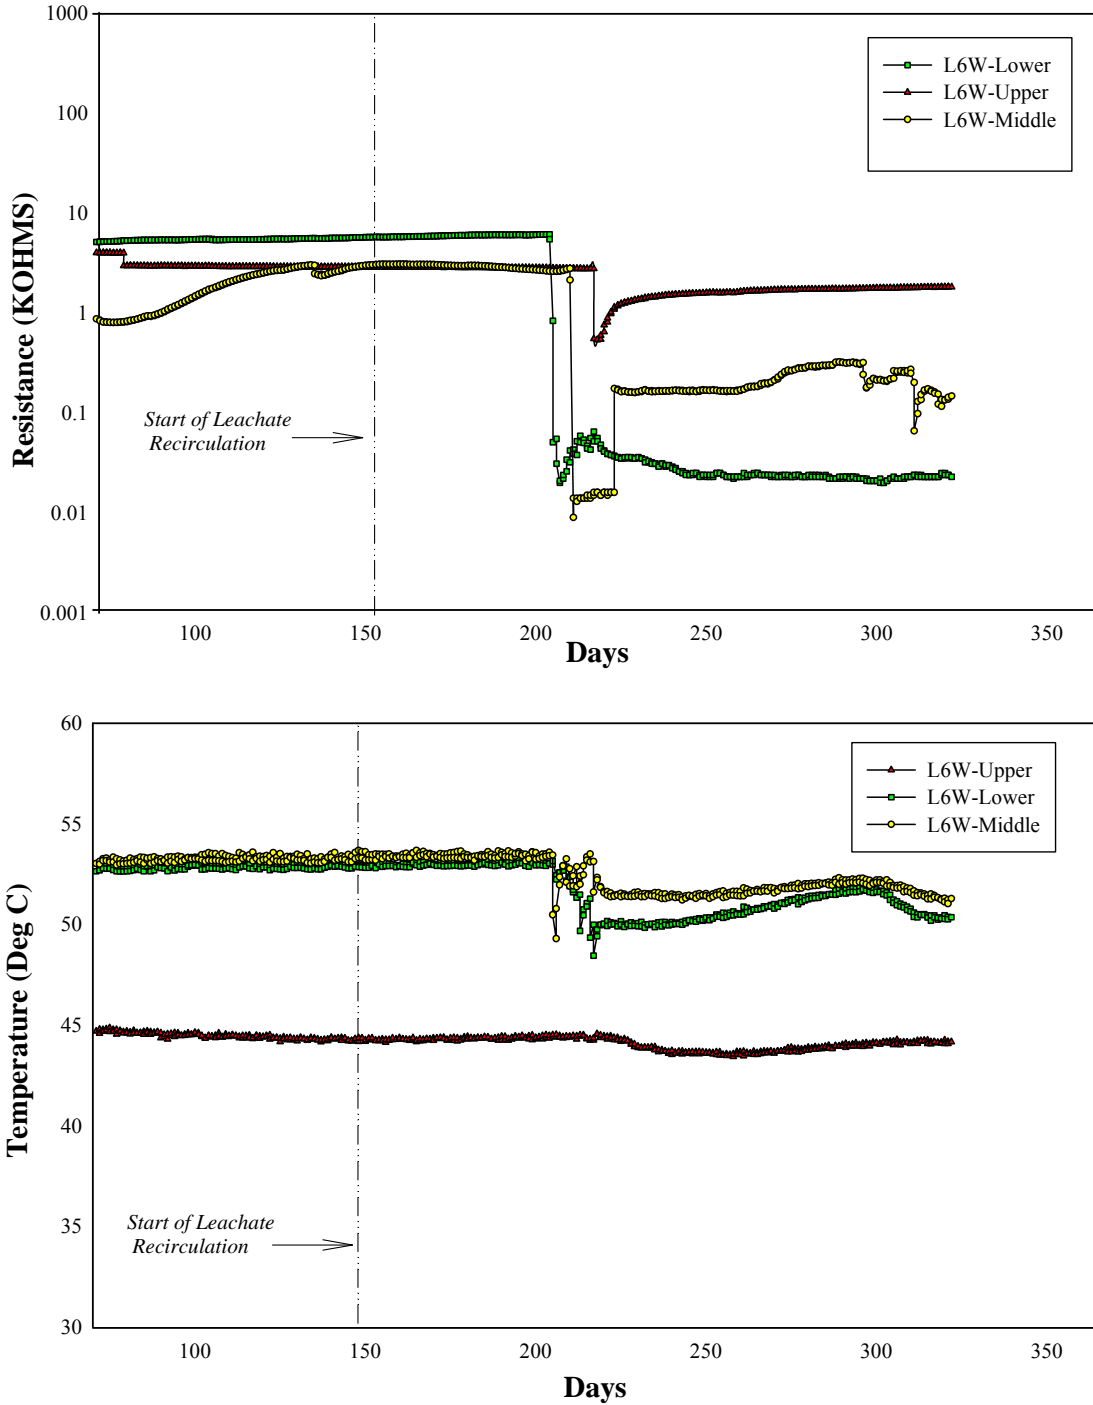 1000
L6W-Lower
L6W-Upper
L6W-Middle
100
10
1
0.1
0.01
0.001
Resistance (KOHMS)
Start of Leachate
Recirculation
100 150 200 250 300 350
Days
60
L6W-Upper
L6W-Lower
L6W-Middle
55
50
45
40
35
30
Temperature (Deg C)
Start of Leachate
Recirculation
100 150 200 250 300 350
Days